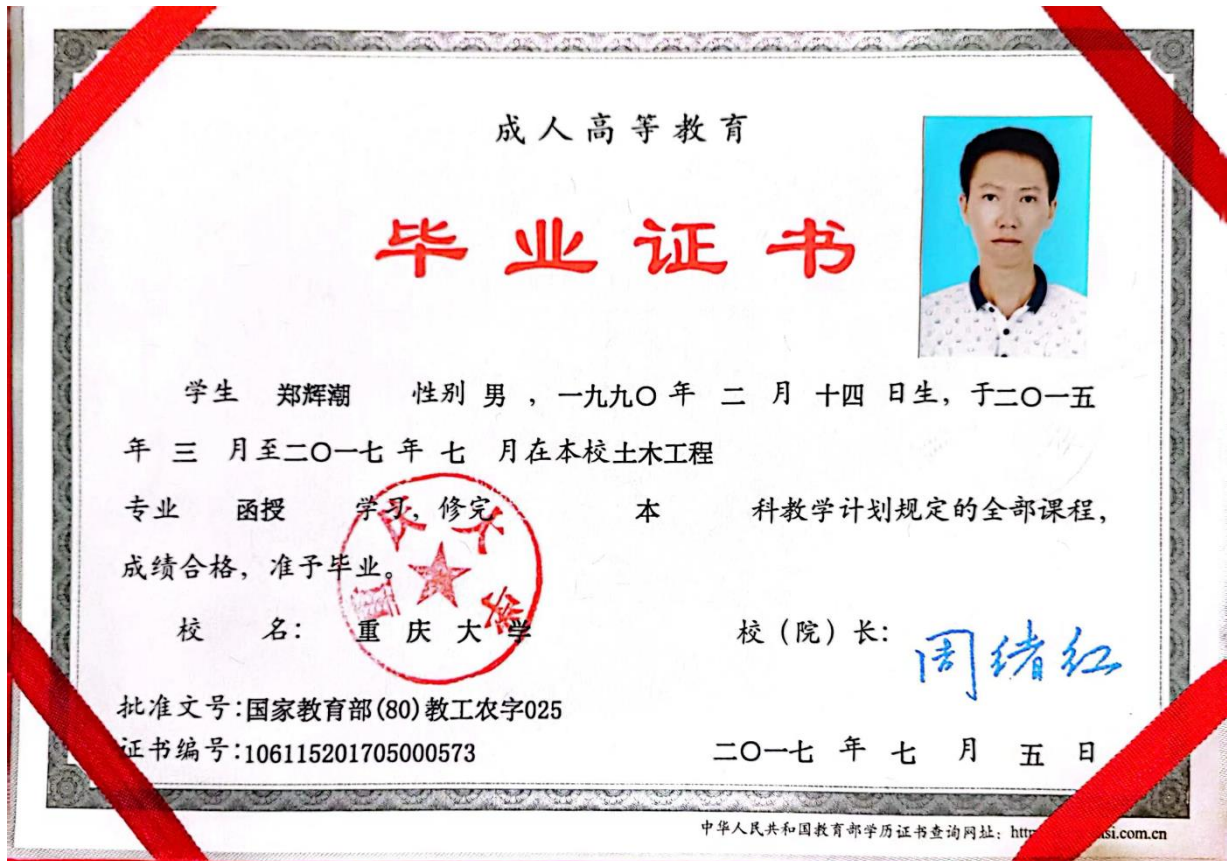 成人高等教育
毕业证书
学生 郑辉潮 性别 男 ，一九九〇 年 二 月 十四 日生，于二〇一五
年 三 月至二〇一七 年 七 月在本校土木工程
专业 函授 学习，修完 本 科教学计划规定的全部课程，
成绩合格，准予毕业。
校 名： 重庆大学
校（院）长： 周绪红
批准文号：国家教育部(80)教工农字025
证书编号：106115201705000573
二〇一七 年 七 月 五 日
重庆大学
中华人民共和国教育部学历证书查询网址：http si.com.cn